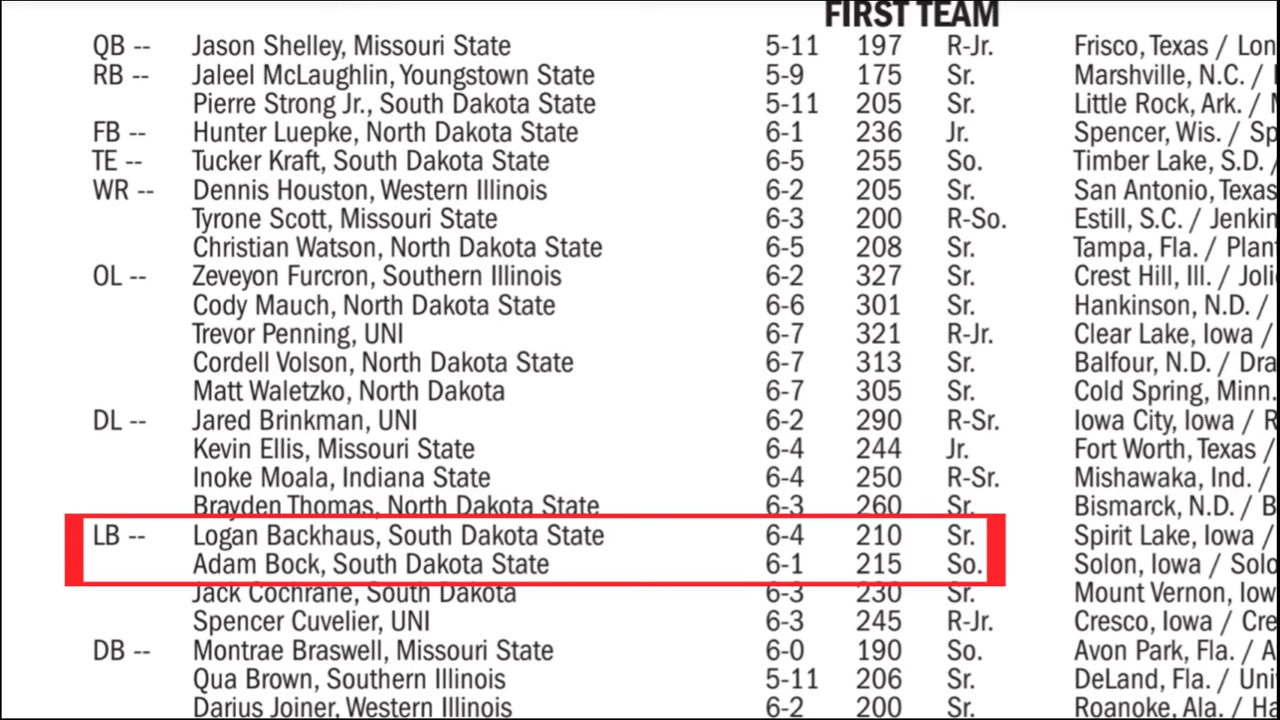 FIRST TEAM
QB -- Jason Shelley, Missouri State 5-11 197 R-Jr. Frisco, Texas / Lon
RB -- Jaleel McLaughlin, Youngstown State 5-9 175 Sr. Marshville, N.C. /
Pierre Strong Jr., South Dakota State 5-11 205 Sr. Little Rock, Ark. /
FB -- Hunter Luepke, North Dakota State 6-1 236 Jr. Spencer, Wis. / Sp
TE -- Tucker Kraft, South Dakota State 6-5 255 So. Timber Lake, S.D. /
WR -- Dennis Houston, Western Illinois 6-2 205 Sr. San Antonio, Texas
Tyrone Scott, Missouri State 6-3 200 R-So. Estill, S.C. / Jenkin
Christian Watson, North Dakota State 6-5 208 Sr. Tampa, Fla. / Plant
OL -- Zeveyon Furcron, Southern Illinois 6-2 327 Sr. Crest Hill, Ill. / Joli
Cody Mauch, North Dakota State 6-6 301 Sr. Hankinson, N.D. /
Trevor Penning, UNI 6-7 321 R-Jr. Clear Lake, Iowa /
Cordell Volson, North Dakota State 6-7 313 Sr. Balfour, N.D. / Dra
Matt Waletzko, North Dakota 6-7 305 Sr. Cold Spring, Minn.
DL -- Jared Brinkman, UNI 6-2 290 R-Sr. Iowa City, Iowa / R
Kevin Ellis, Missouri State 6-4 244 Jr. Fort Worth, Texas /
Inoke Moala, Indiana State 6-4 250 R-Sr. Mishawaka, Ind. /
Brayden Thomas, North Dakota State 6-3 260 Sr. Bismarck, N.D. / B
LB -- Logan Backhaus, South Dakota State 6-4 210 Sr. Spirit Lake, Iowa /
Adam Bock, South Dakota State 6-1 215 So. Solon, Iowa / Solo
Jack Cochrane, South Dakota 6-3 230 Sr. Mount Vernon, Iow
Spencer Cuvelier, UNI 6-3 245 R-Jr. Cresco, Iowa / Cre
DB -- Montrae Braswell, Missouri State 6-0 190 So. Avon Park, Fla. / A
Qua Brown, Southern Illinois 5-11 206 Sr. DeLand, Fla. / Uni
Darius Joiner, Western Illinois 6-2 200 Sr. Roanoke, Ala. / Ha